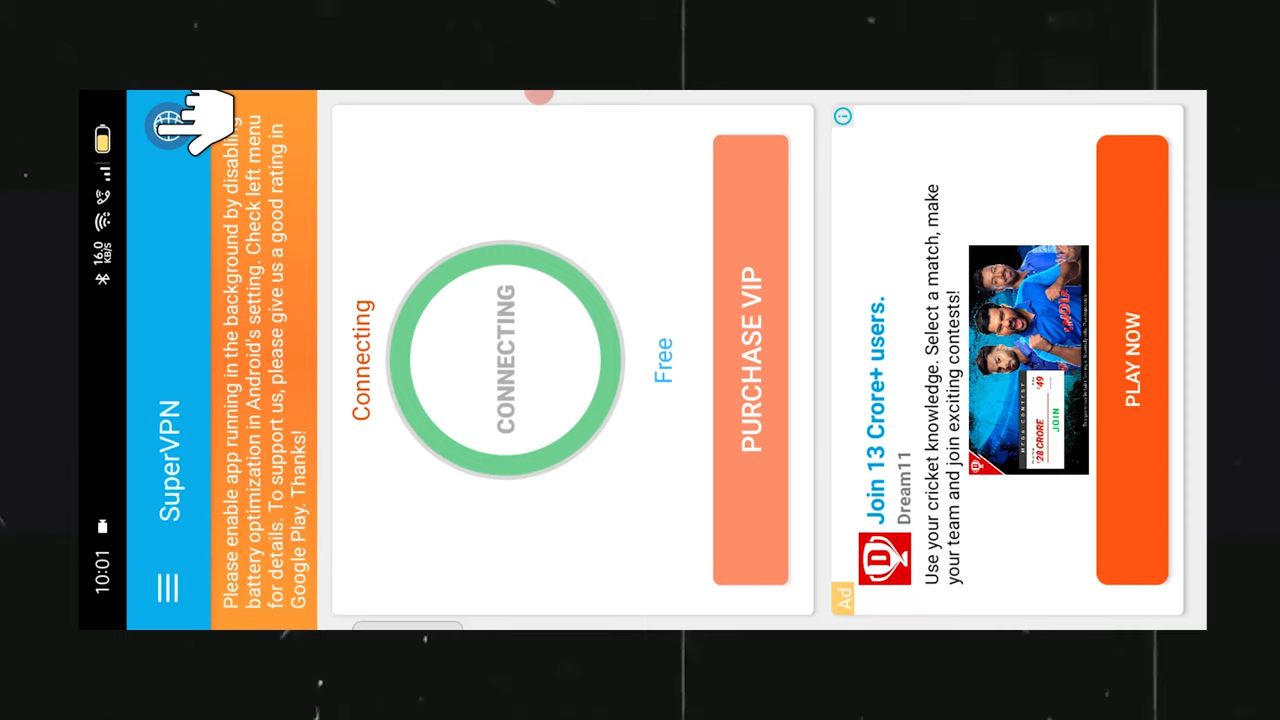 10:01
16.0
KB/S
SuperVPN
Please enable app running in the background by disabling
battery optimization in Android's setting. Check left menu
for details. To support us, please give us a good rating in
Google Play. Thanks!
Connecting
CONNECTING
Free
PURCHASE VIP
Ad
Join 13 Crore+ users.
Dream11
Use your cricket knowledge. Select a match, make
your team and join exciting contests!
MEGA CONTEST
₹28 CRORE
₹49
JOIN
INDIA
PLAY NOW